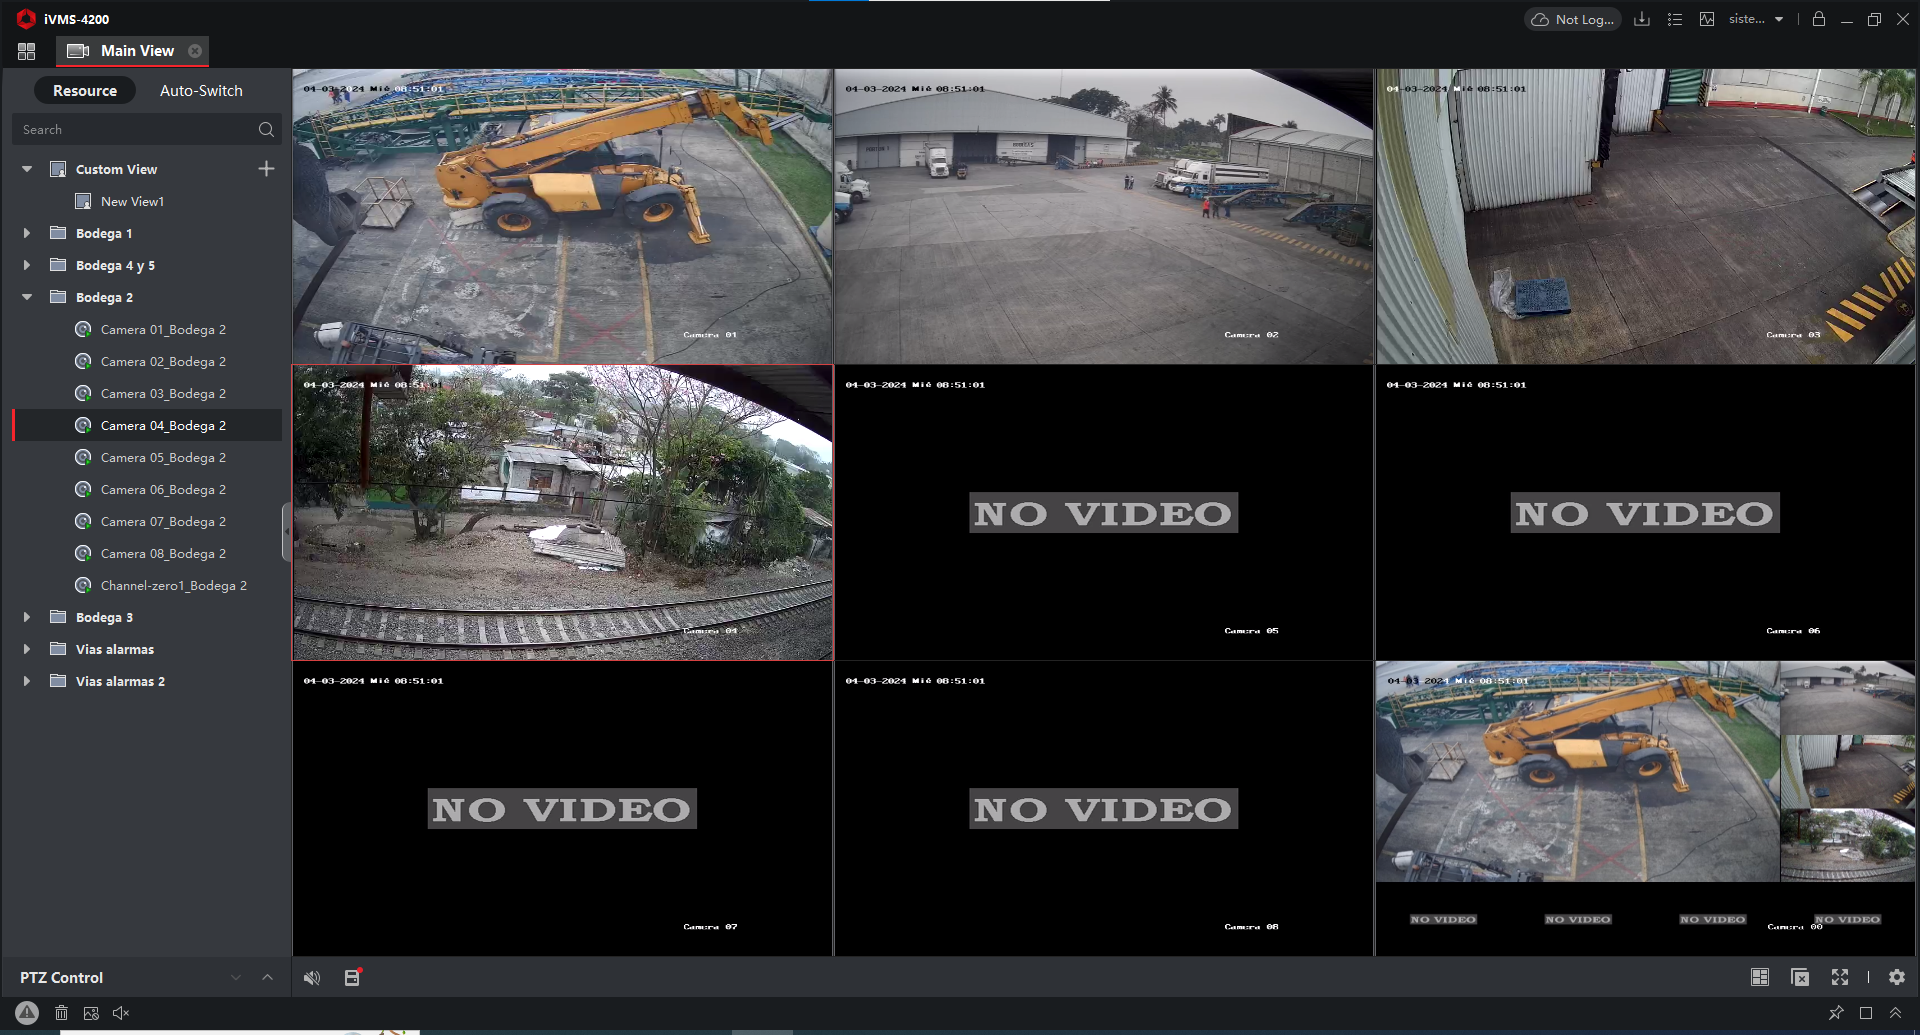 iVMS-4200
Not Log...
siste...
Main View
Resource
Auto-Switch
Search
Custom View
New View1
Bodega 1
Bodega 4 y 5
Bodega 2
Camera 01_Bodega 2
Camera 02_Bodega 2
Camera 03_Bodega 2
Camera 04_Bodega 2
Camera 05_Bodega 2
Camera 06_Bodega 2
Camera 07_Bodega 2
Camera 08_Bodega 2
Channel-zero1_Bodega 2
Bodega 3
Vias alarmas
Vias alarmas 2
PTZ Control
04-03-2024 Mié 08:51:01
Camera 01
04-03-2024 Mié 08:51:01
Camera 02
04-03-2024 Mié 08:51:01
Camera 03
04-03-2024 Mié 08:51:01
Camera 04
04-03-2024 Mié 08:51:01
NO VIDEO
Camera 05
04-03-2024 Mié 08:51:01
NO VIDEO
Camera 06
04-03-2024 Mié 08:51:01
NO VIDEO
Camera 07
04-03-2024 Mié 08:51:01
NO VIDEO
Camera 08
04-03-2024 Mié 08:51:01
NO VIDEO NO VIDEO NO VIDEO NO VIDEO
Camera 00